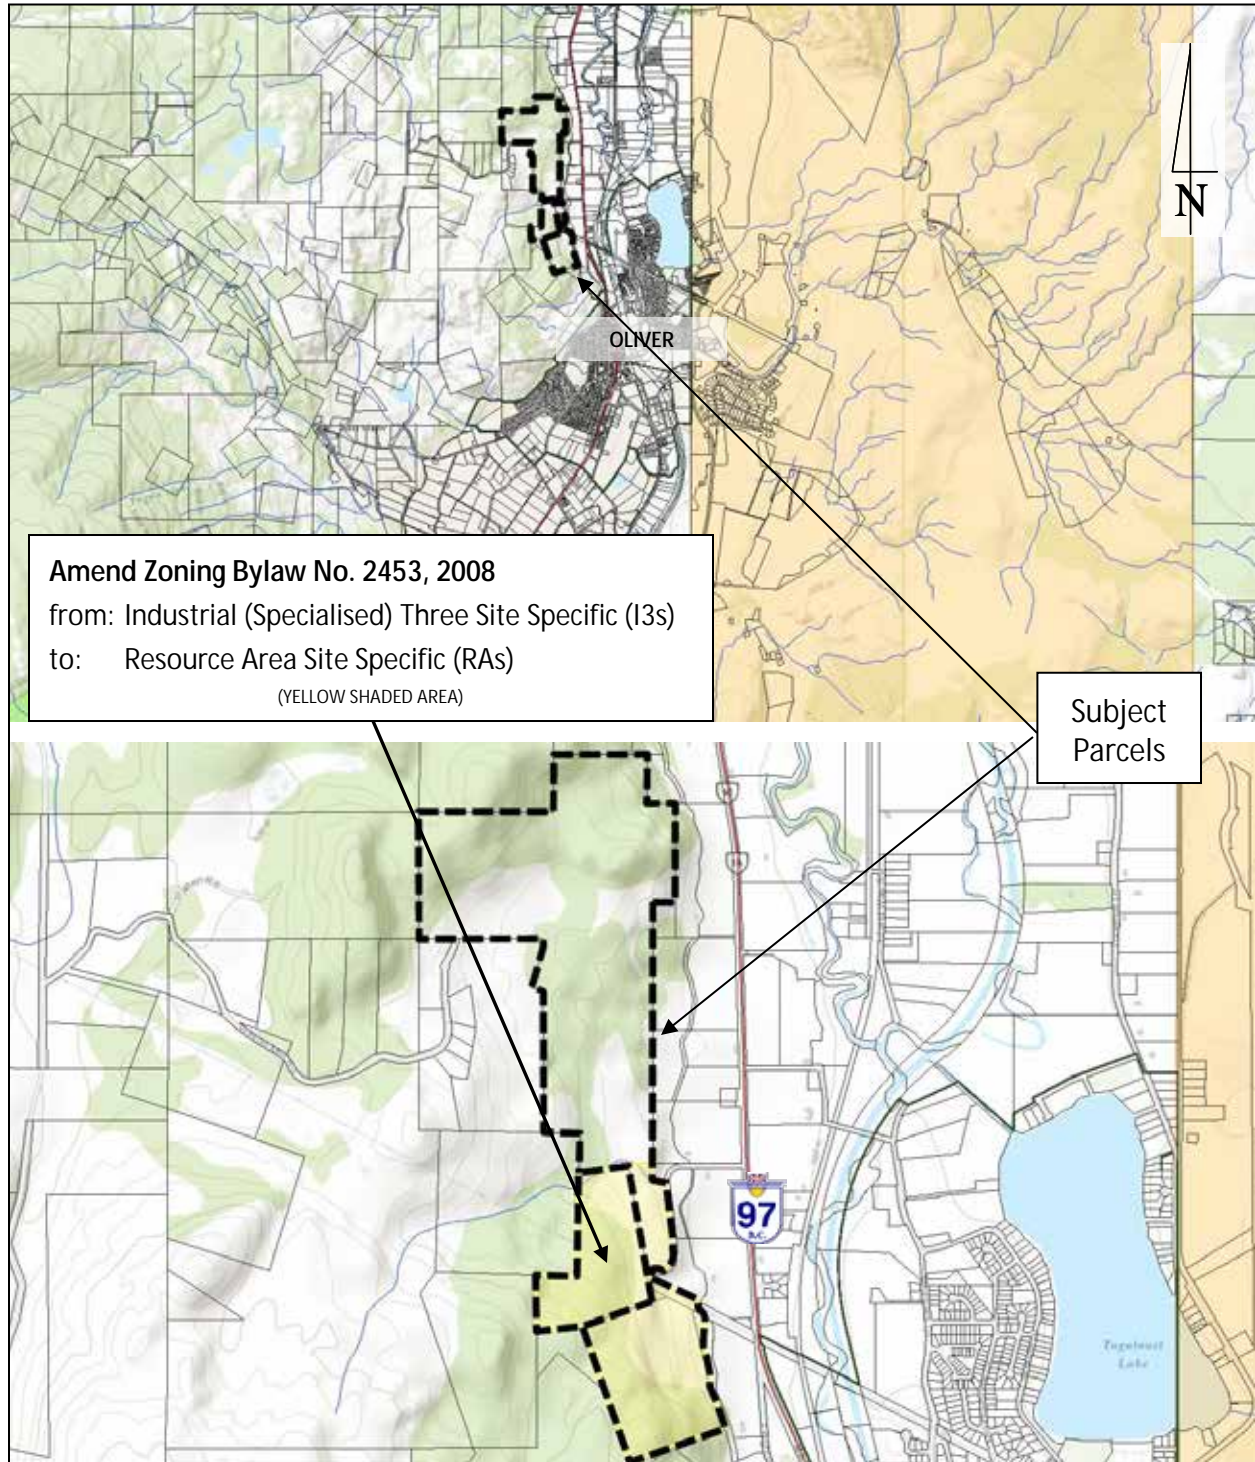 N
OLIVER
Amend Zoning Bylaw No. 2453, 2008
from: Industrial (Specialised) Three Site Specific (I3s)
to: Resource Area Site Specific (RAs)
(YELLOW SHADED AREA)
Subject
Parcels
97
B.C.
Lake